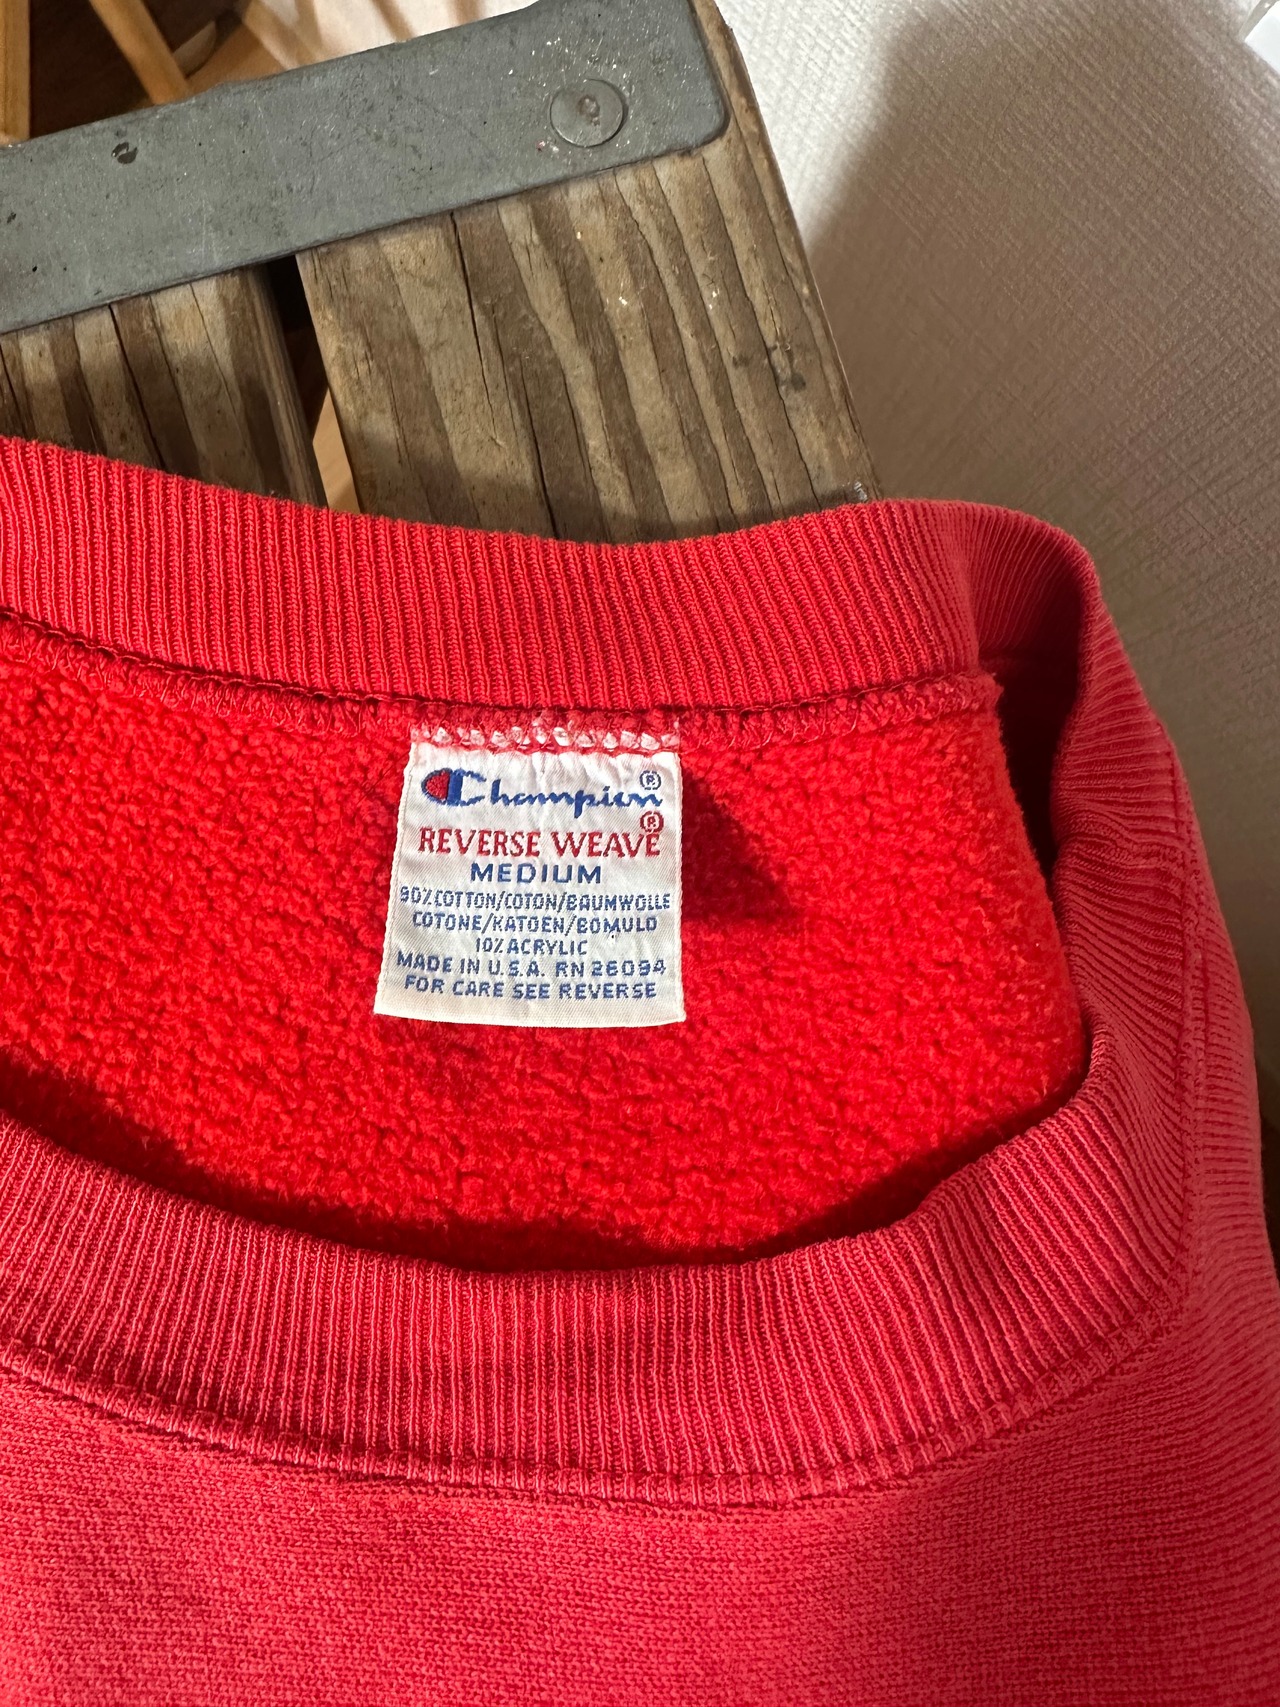 Champion®
REVERSE WEAVE®
MEDIUM
90% COTTON/COTON/BAUMWOLLE
COTONE/KATOEN/BOMULD
10% ACRYLIC
MADE IN U.S.A. RN 26094
FOR CARE SEE REVERSE